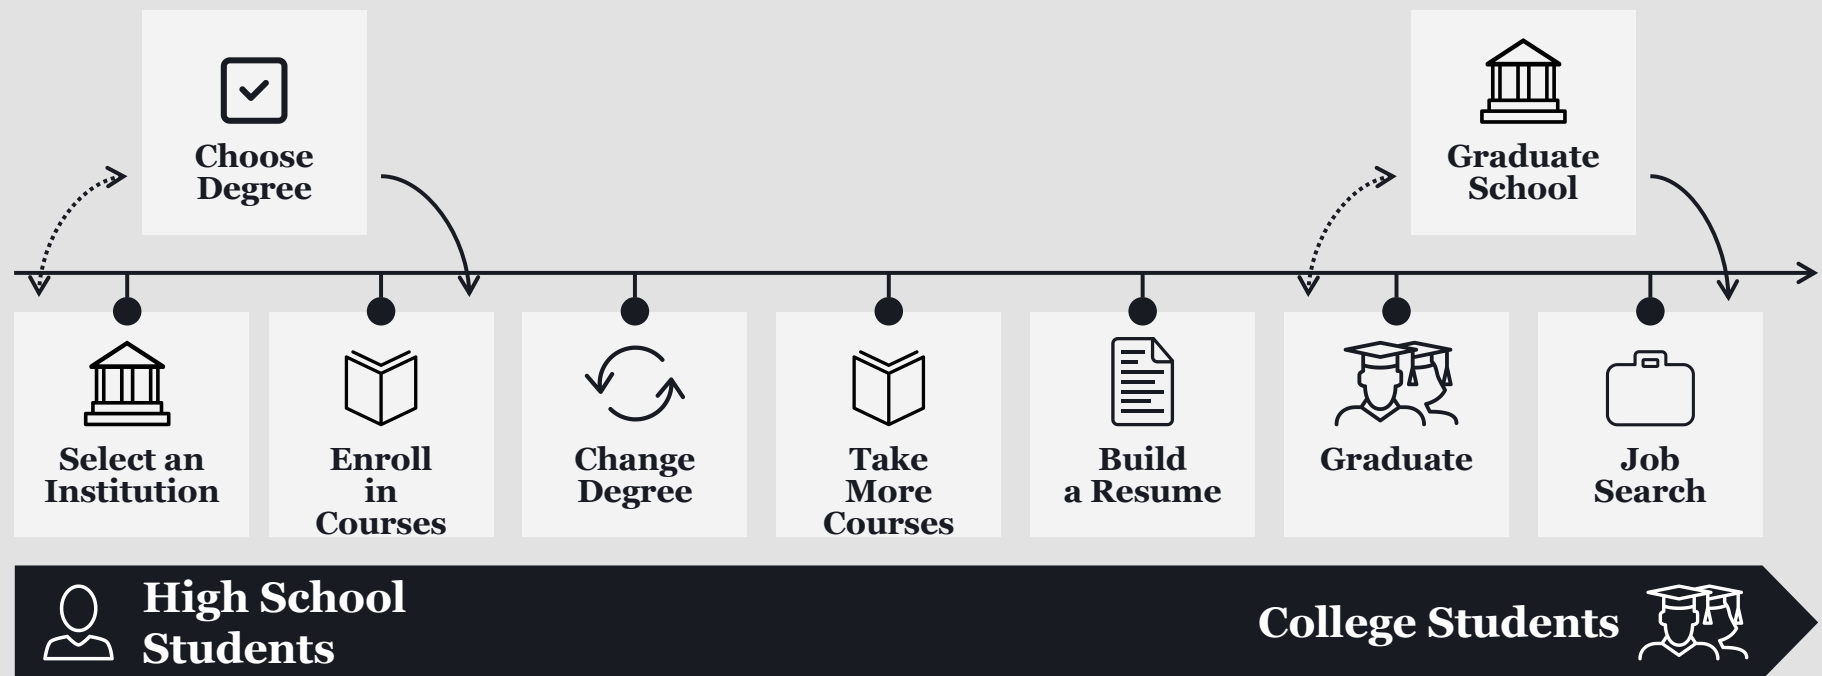 Choose
Degree
Graduate
School
Select an
Institution
Enroll
in
Courses
Change
Degree
Take
More
Courses
Build
a Resume
Graduate
Job
Search
High School
Students
College Students